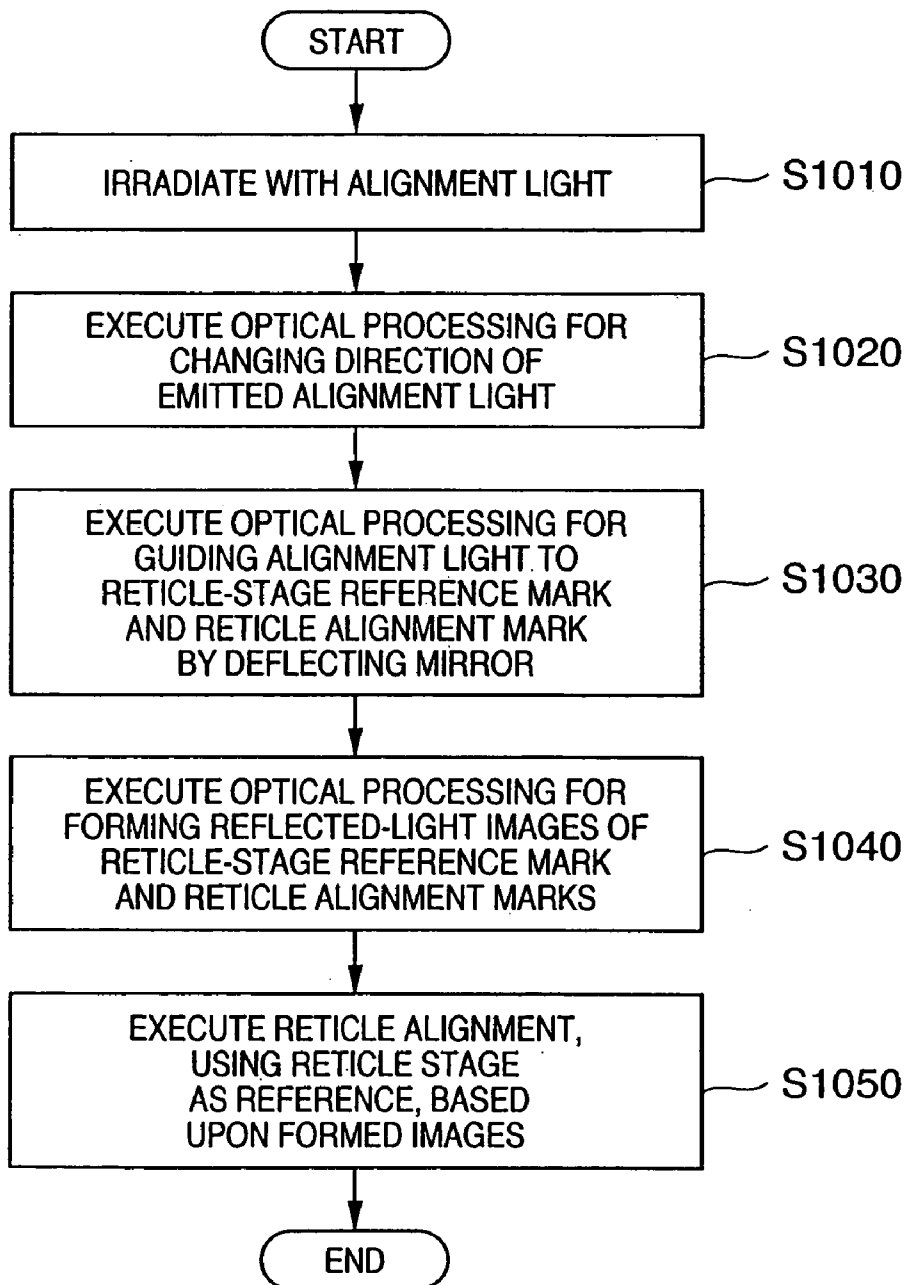 START
IRRADIATE WITH ALIGNMENT LIGHT
S1010
EXECUTE OPTICAL PROCESSING FOR
CHANGING DIRECTION OF
EMITTED ALIGNMENT LIGHT
S1020
EXECUTE OPTICAL PROCESSING FOR
GUIDING ALIGNMENT LIGHT TO
RETICLE-STAGE REFERENCE MARK
AND RETICLE ALIGNMENT MARK
BY DEFLECTING MIRROR
S1030
EXECUTE OPTICAL PROCESSING FOR
FORMING REFLECTED-LIGHT IMAGES OF
RETICLE-STAGE REFERENCE MARK
AND RETICLE ALIGNMENT MARKS
S1040
EXECUTE RETICLE ALIGNMENT,
USING RETICLE STAGE
AS REFERENCE, BASED
UPON FORMED IMAGES
S1050
END